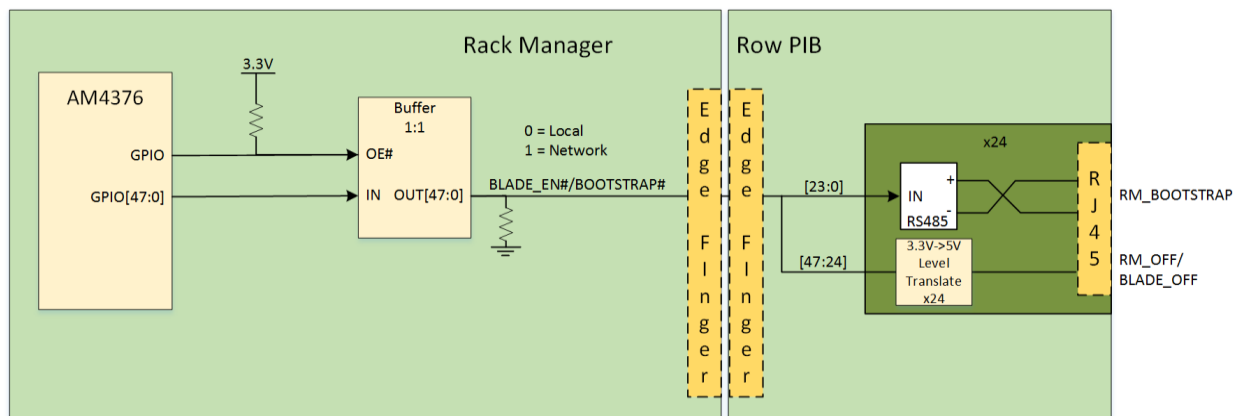 Rack Manager
Row PIB
AM4376
3.3V
Buffer
1:1
GPIO
OE#
GPIO[47:0]
IN
OUT[47:0]
0 = Local
1 = Network
BLADE_EN#/BOOTSTRAP#
Edge FInger
Edge FInger
x24
[23:0]
IN
+
-
RS485
RJ45
RM_BOOTSTRAP
[47:24]
3.3V->5V
Level
Translate
x24
RM_OFF/
BLADE_OFF